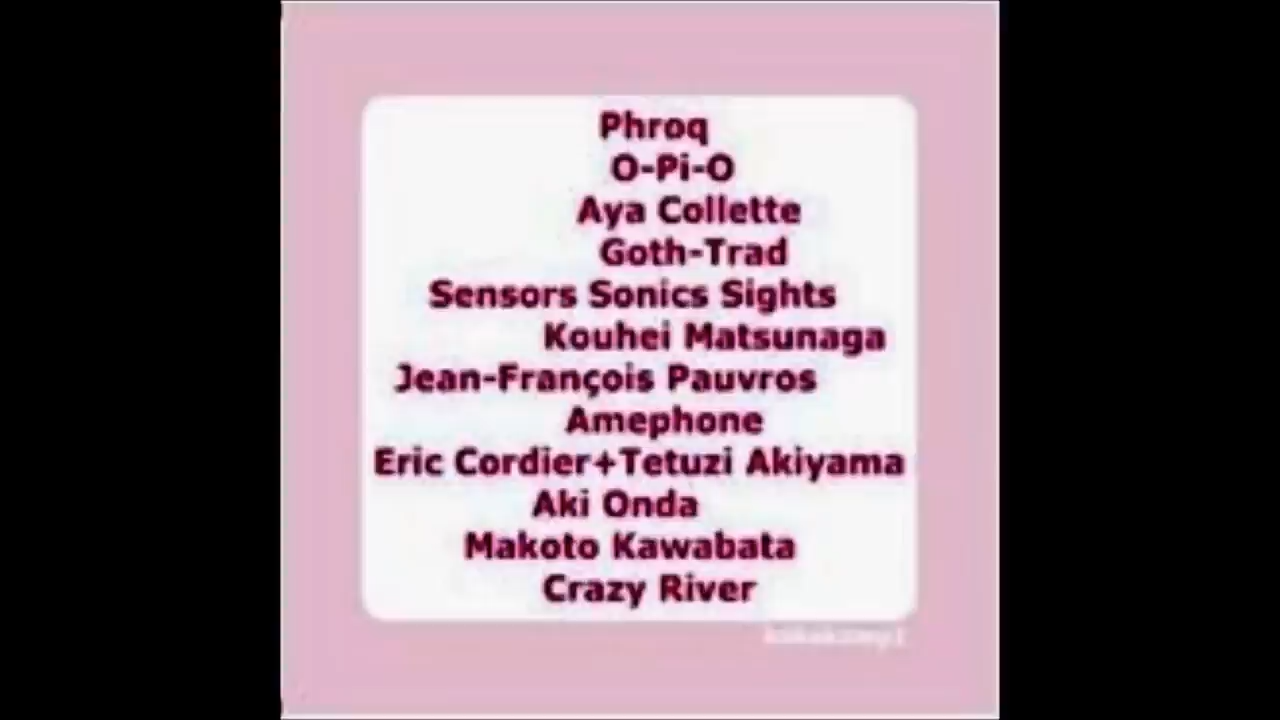 Phroq
O-Pi-O
Aya Collette
Goth-Trad
Sensors Sonics Sights
Kouhei Matsunaga
Jean-François Pauvros
Amephone
Eric Cordier+Tetuzi Akiyama
Aki Onda
Makoto Kawabata
Crazy River